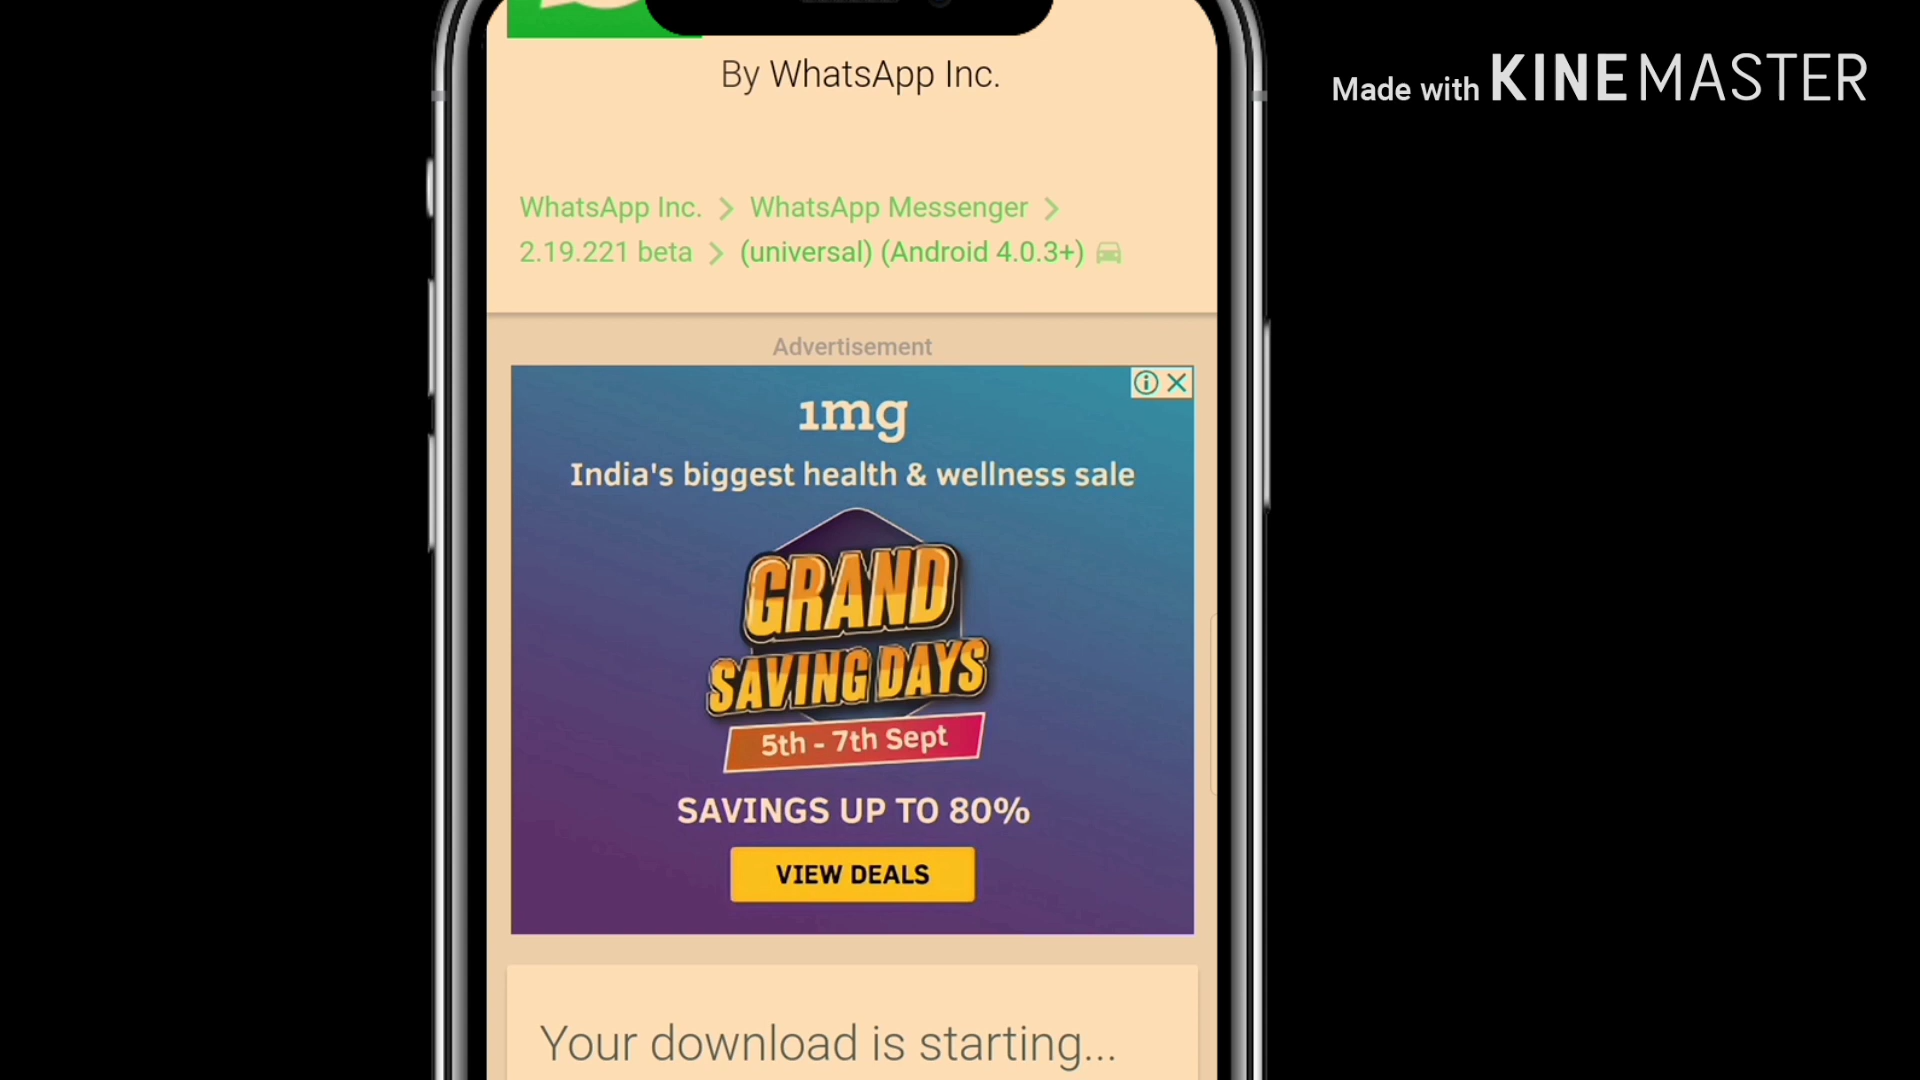 By WhatsApp Inc.
Made with KINEMASTER
WhatsApp Inc. > WhatsApp Messenger >
2.19.221 beta > (universal) (Android 4.0.3+)
Advertisement
1mg
India's biggest health & wellness sale
GRAND
SAVING DAYS
5th - 7th Sept
SAVINGS UP TO 80%
VIEW DEALS
Your download is starting...